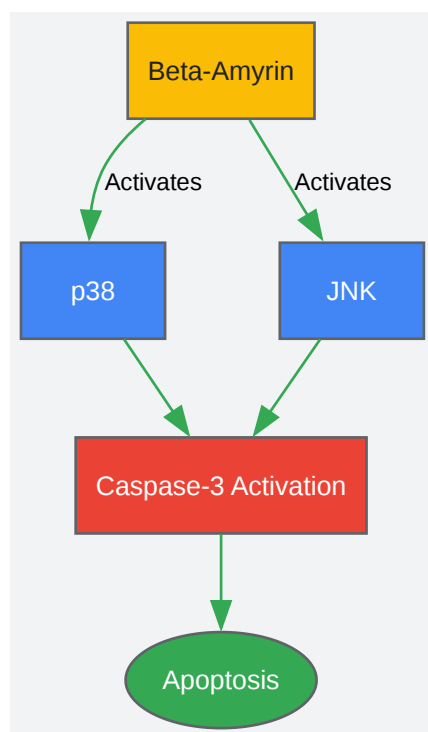 Beta-Amyrin
Activates
Activates
p38
JNK
Caspase-3 Activation
Apoptosis